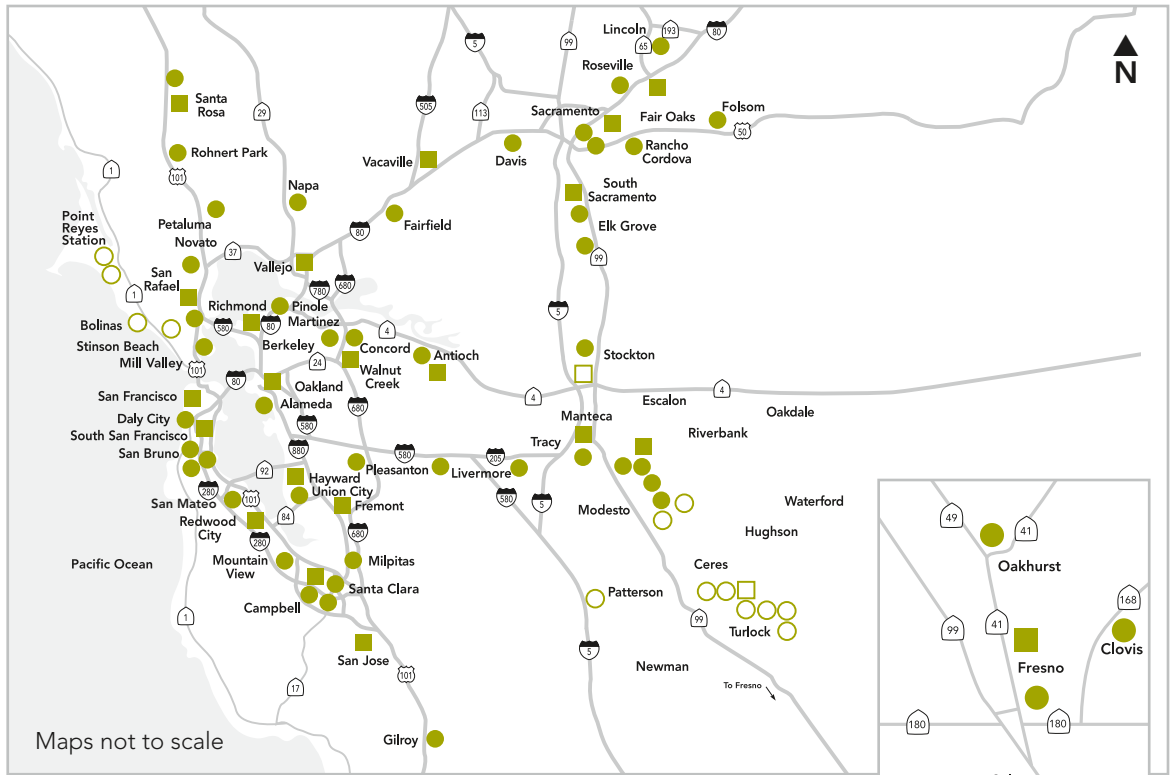 Lincoln
193
80
5
99
65
N
Roseville
Santa
Rosa
29
505
113
Sacramento
Fair Oaks
Folsom
50
Rohnert Park
Vacaville
Davis
Rancho
Cordova
1
101
Napa
South
Sacramento
Point
Reyes
Station
Petaluma
Novato
Fairfield
Elk Grove
80
37
99
San
Rafael
Vallejo
780
680
1
Richmond
Pinole
5
Bolinas
580
80
Martinez
4
Stinson Beach
Berkeley
Concord
Antioch
Stockton
Mill Valley
24
Walnut
Creek
101
80
Oakland
4
4
San Francisco
Alameda
680
Escalon
Daly City
580
Manteca
Oakdale
South San Francisco
880
Tracy
Riverbank
San Bruno
580
205
92
Pleasanton
Livermore
Hayward
280
101
Union City
580
5
Waterford
49
41
San Mateo
84
Fremont
Modesto
Redwood
City
280
680
Hughson
Pacific Ocean
Mountain
View
Milpitas
Ceres
Oakhurst
Santa Clara
Patterson
168
Campbell
1
99
Turlock
99
41
Clovis
5
San Jose
Newman
Fresno
101
To Fresno
17
180
180
Maps not to scale
Gilroy